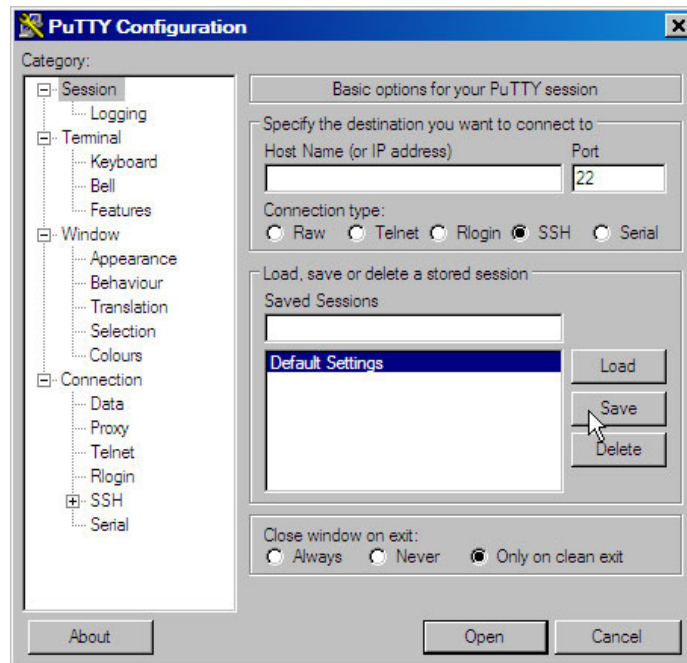 PuTTY Configuration
Category:
Session
Logging
Terminal
Keyboard
Bell
Features
Window
Appearance
Behaviour
Translation
Selection
Colours
Connection
Data
Proxy
Telnet
Rlogin
SSH
Serial
Basic options for your PuTTY session
Specify the destination you want to connect to
Host Name (or IP address) Port
22
Connection type:
Raw Telnet Rlogin SSH Serial
Load, save or delete a stored session
Saved Sessions
Default Settings
Load
Save
Delete
Close window on exit:
Always Never Only on clean exit
About Open Cancel